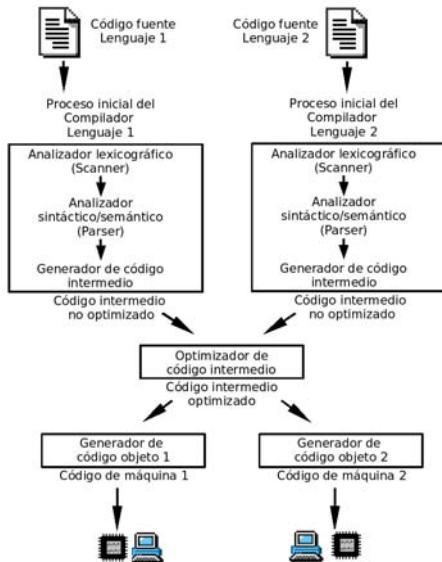 Código fuente
Lenguaje 1
Código fuente
Lenguaje 2
Proceso inicial del
Compilador
Lenguaje 1
Proceso inicial del
Compilador
Lenguaje 2
Analizador lexicográfico
(Scanner)
Analizador
sintáctico/semántico
(Parser)
Generador de código
intermedio
Analizador lexicográfico
(Scanner)
Analizador
sintáctico/semántico
(Parser)
Generador de código
intermedio
Código intermedio
no optimizado
Código intermedio
no optimizado
Optimizador de
código intermedio
Código intermedio
optimizado
Generador de
código objeto 1
Código de máquina 1
Generador de
código objeto 2
Código de máquina 2